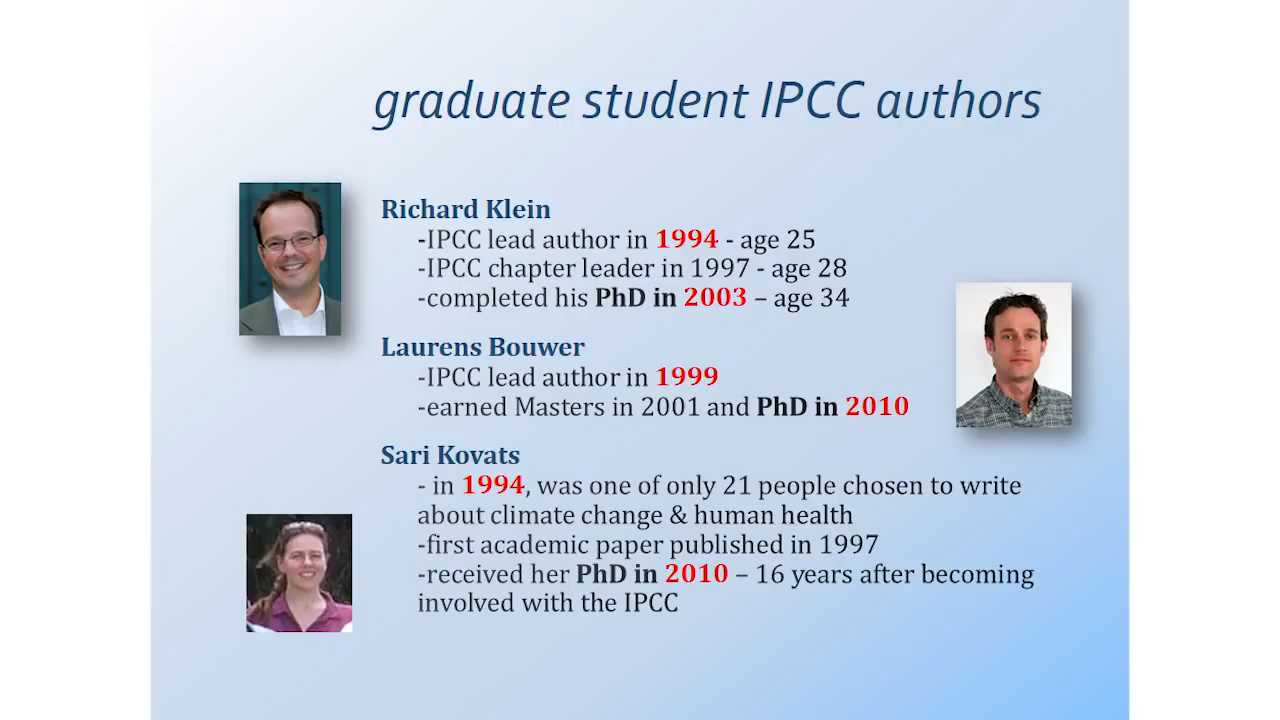 graduate student IPCC authors
Richard Klein
-IPCC lead author in 1994 - age 25
-IPCC chapter leader in 1997 - age 28
-completed his PhD in 2003 – age 34
Laurens Bouwer
-IPCC lead author in 1999
-earned Masters in 2001 and PhD in 2010
Sari Kovats
- in 1994, was one of only 21 people chosen to write
about climate change & human health
-first academic paper published in 1997
-received her PhD in 2010 – 16 years after becoming
involved with the IPCC